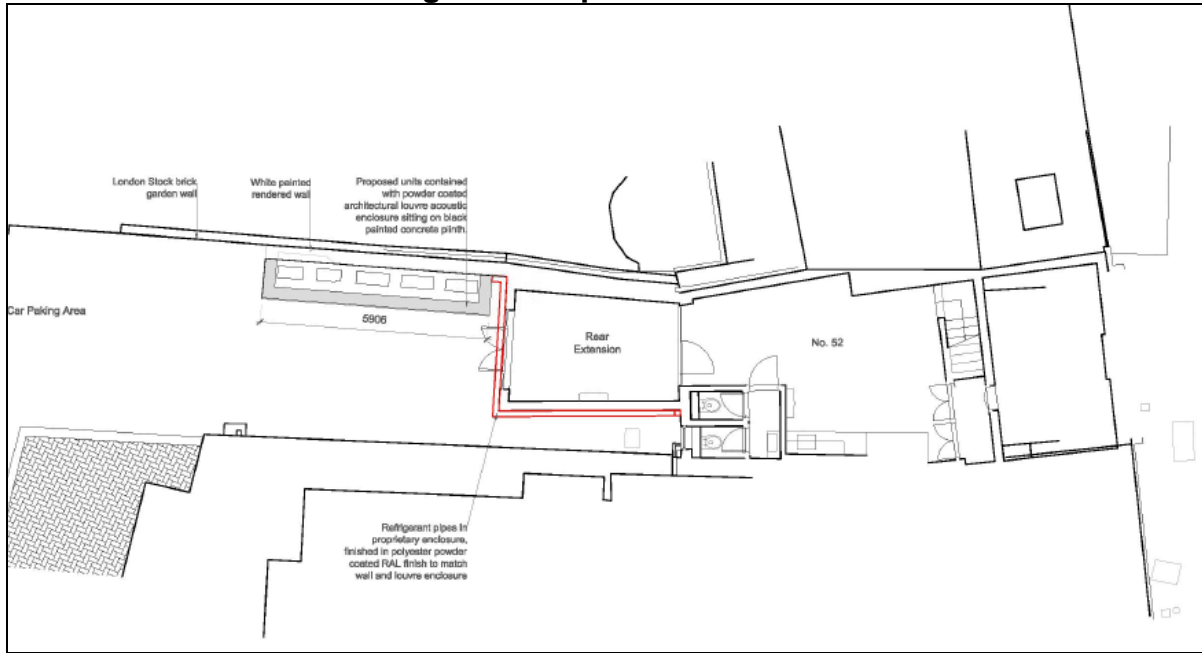 London Stock brick
garden wall
White painted
rendered wall
Proposed units contained
with powder coated
architectural louvre acoustic
enclosure sitting on black
painted concrete plinth.
Car Paking Area
5906
Rear
Extension
No. 52
Refrigerant pipes in
proprietary enclosure,
finished in polyester powder
coated RAL finish to match
wall and louvre enclosure